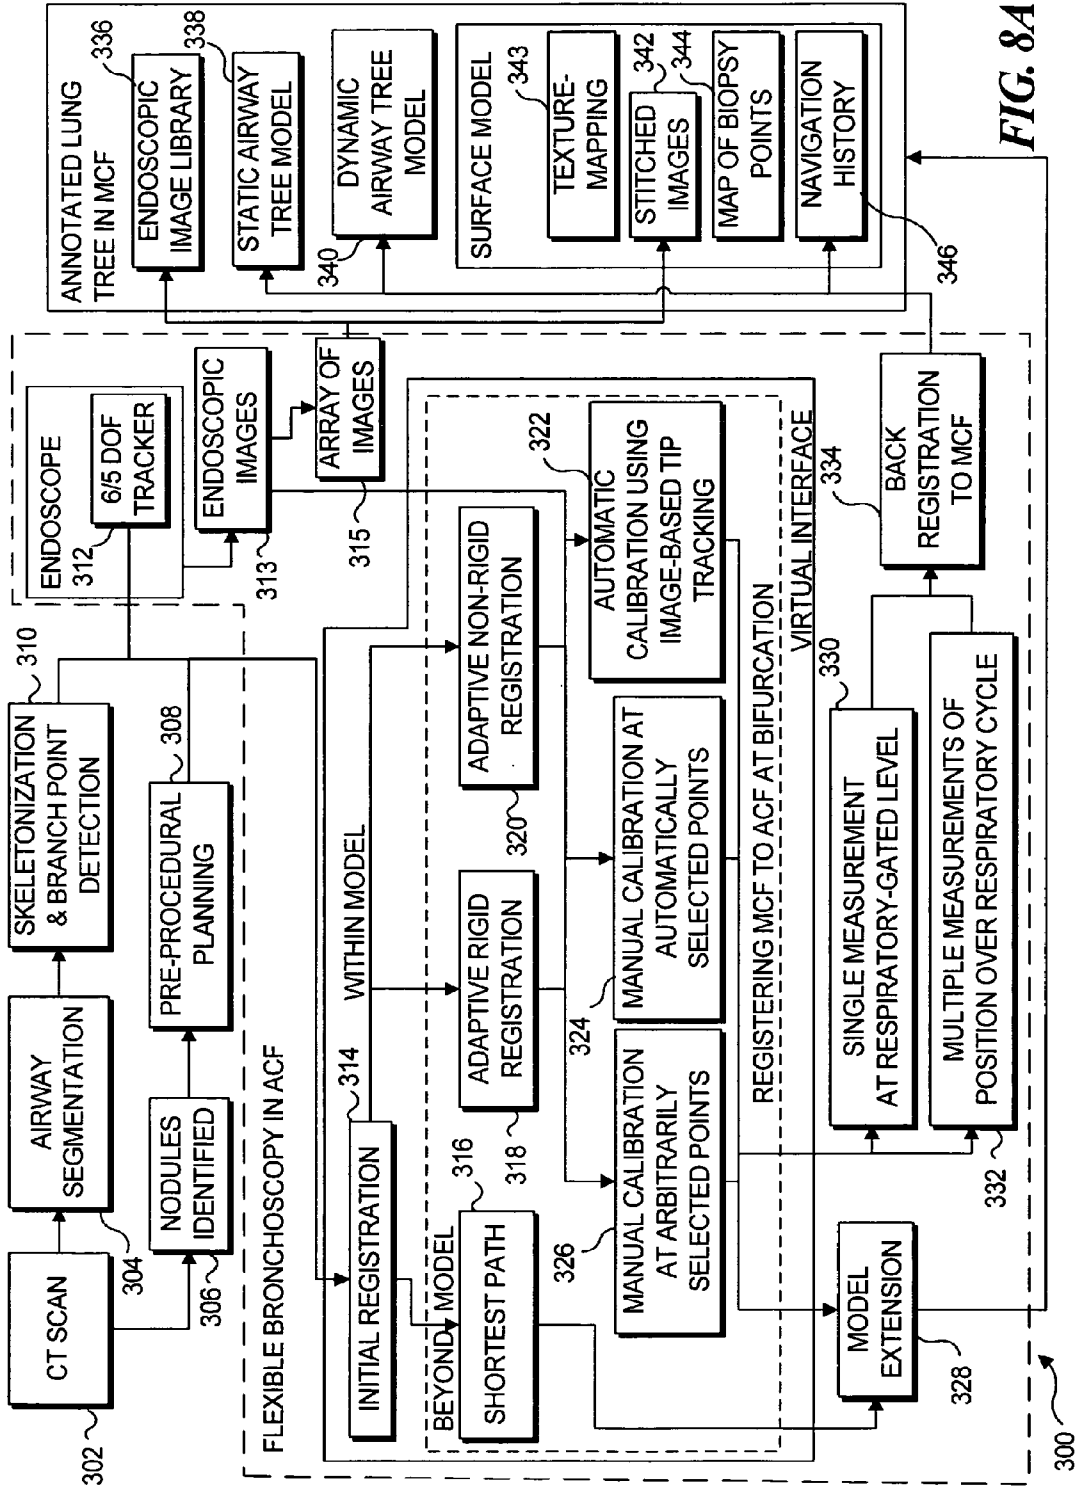 CT SCAN
302
AIRWAY
SEGMENTATION
304
SKELETONIZATION
& BRANCH POINT
DETECTION
310
NODULES
IDENTIFIED
306
PRE-PROCEDURAL
PLANNING
308
ENDOSCOPE
312
6/5 DOF
TRACKER
ENDOSCOPIC
IMAGES
313
ARRAY OF
IMAGES
315
FLEXIBLE BRONCHOSCOPY IN ACF
INITIAL REGISTRATION
314
WITHIN MODEL
BEYOND MODEL
SHORTEST PATH
316
ADAPTIVE RIGID
REGISTRATION
318
ADAPTIVE NON-RIGID
REGISTRATION
320
AUTOMATIC
CALIBRATION USING
IMAGE-BASED TIP
TRACKING
322
MANUAL CALIBRATION AT
AUTOMATICALLY
SELECTED POINTS
324
MANUAL CALIBRATION
AT ARBITRARILY
SELECTED POINTS
326
REGISTERING MCF TO ACF AT BIFURCATION
VIRTUAL INTERFACE
MODEL
EXTENSION
328
SINGLE MEASUREMENT
AT RESPIRATORY-GATED LEVEL
330
MULTIPLE MEASUREMENTS OF
POSITION OVER RESPIRATORY CYCLE
332
BACK
REGISTRATION
TO MCF
334
ANNOTATED LUNG
TREE IN MCF
ENDOSCOPIC
IMAGE LIBRARY
336
STATIC AIRWAY
TREE MODEL
338
DYNAMIC
AIRWAY TREE
MODEL
340
SURFACE MODEL
TEXTURE-
MAPPING
343
STITCHED
IMAGES
342
MAP OF BIOPSY
POINTS
344
NAVIGATION
HISTORY
346
300
FIG. 8A